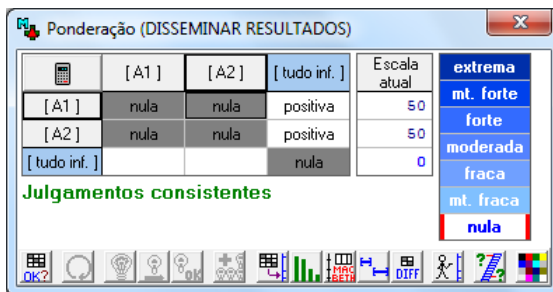 Ponderação (DISSEMINAR RESULTADOS)
[ A1 ] [ A2 ] [ tudo inf. ] Escala atual
[ A1 ] nula nula positiva 50
[ A2 ] nula nula positiva 50
[ tudo inf. ] nula 0
Julgamentos consistentes
extrema
mt. forte
forte
moderada
fraca
mt. fraca
nula
OK? OK MAC BETH DIFF